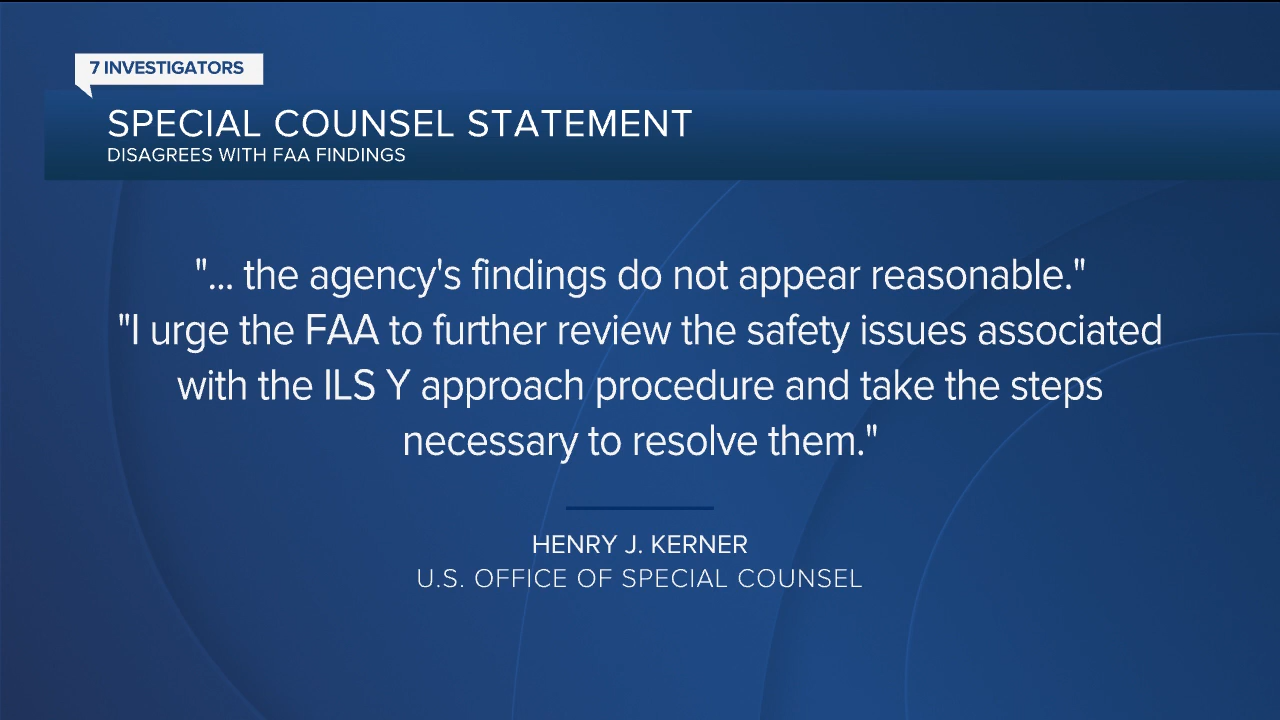 7 INVESTIGATORS
SPECIAL COUNSEL STATEMENT
DISAGREES WITH FAA FINDINGS
"... the agency's findings do not appear reasonable."
"I urge the FAA to further review the safety issues associated
with the ILS Y approach procedure and take the steps
necessary to resolve them."
HENRY J. KERNER
U.S. OFFICE OF SPECIAL COUNSEL